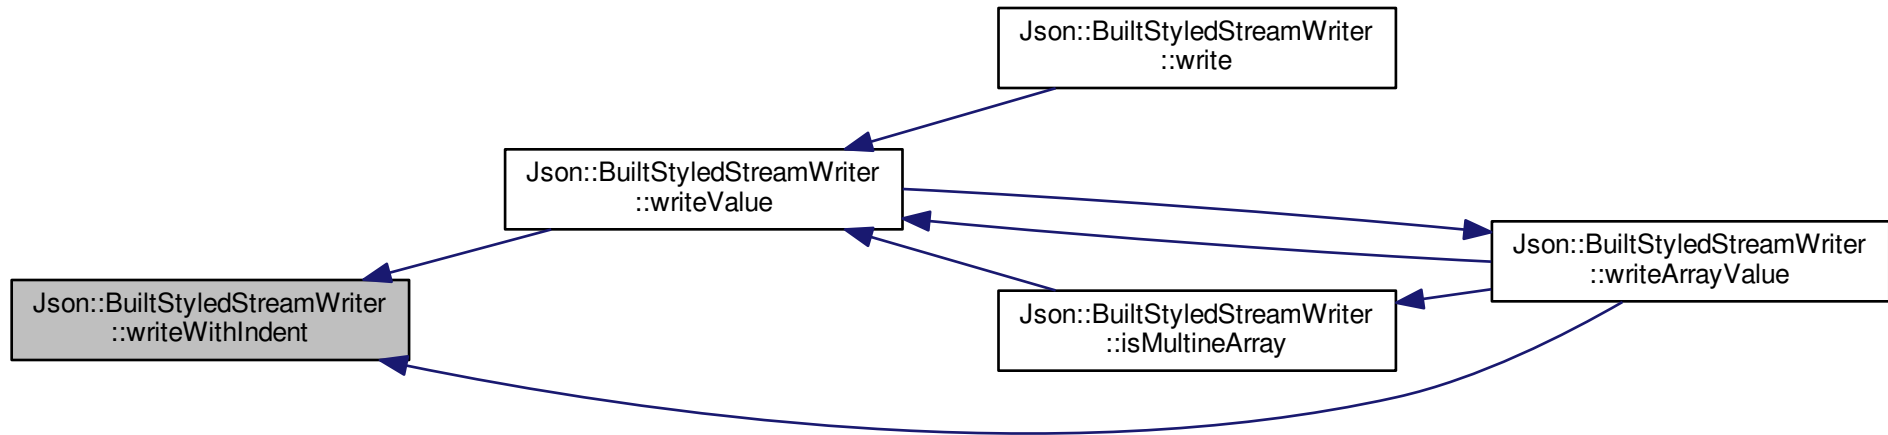 Json::BuiltStyledStreamWriter
::write
Json::BuiltStyledStreamWriter
::writeValue
Json::BuiltStyledStreamWriter
::writeArrayValue
Json::BuiltStyledStreamWriter
::writeWithIndent
Json::BuiltStyledStreamWriter
::isMultineArray